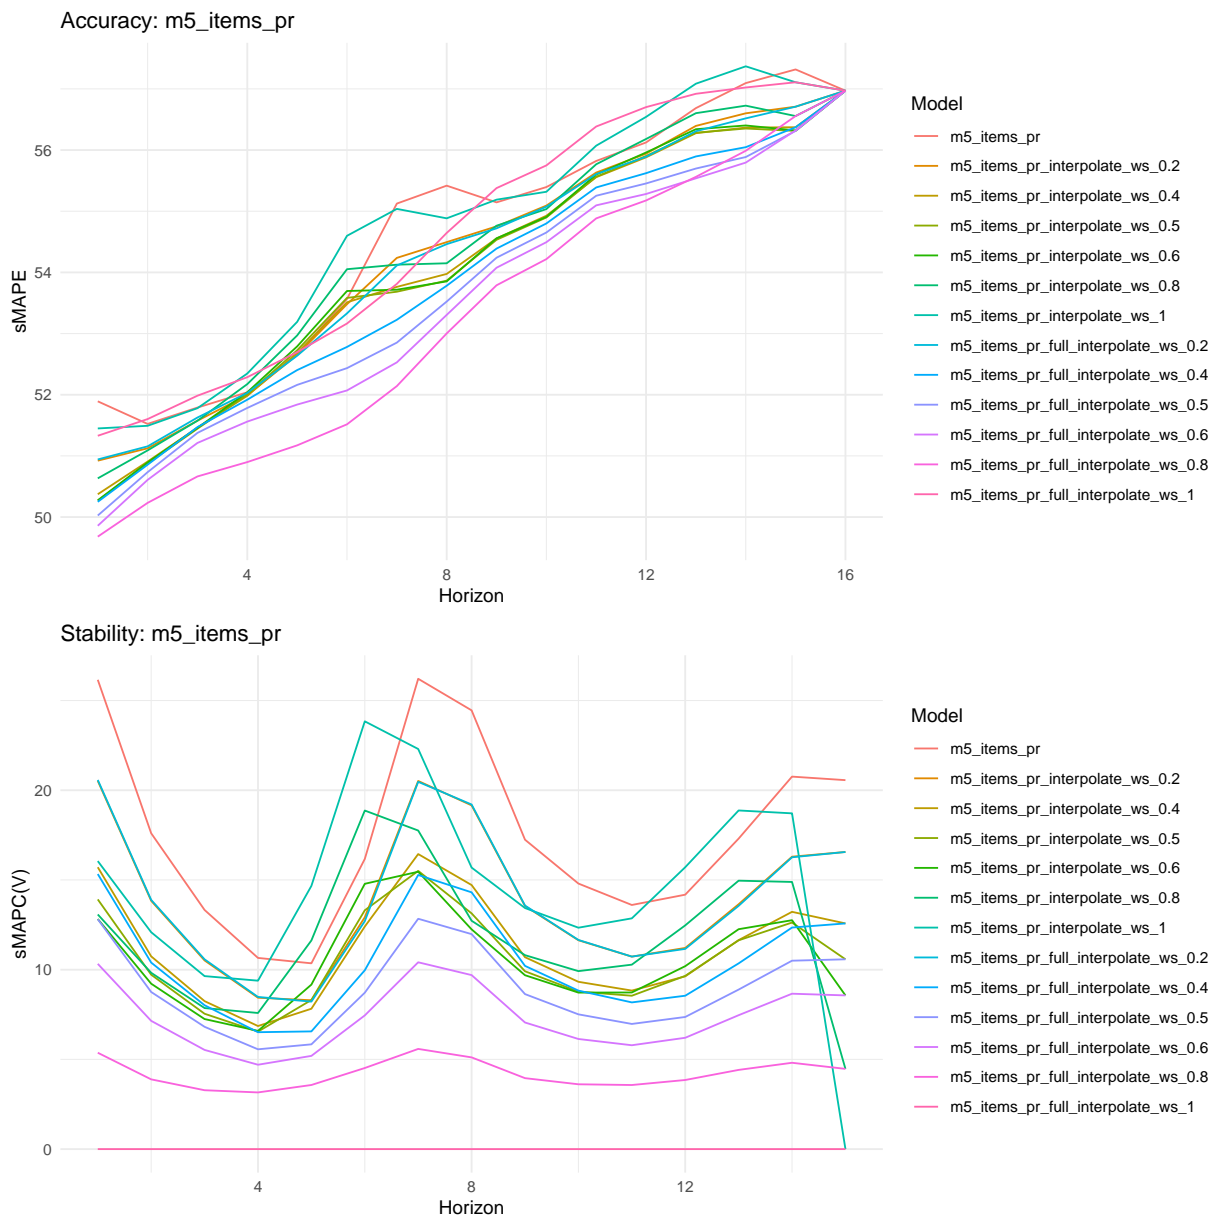 Accuracy: m5_items_pr
sMAPE
56
54
52
50
4
8
12
16
Horizon
Model
m5_items_pr
m5_items_pr_interpolate_ws_0.2
m5_items_pr_interpolate_ws_0.4
m5_items_pr_interpolate_ws_0.5
m5_items_pr_interpolate_ws_0.6
m5_items_pr_interpolate_ws_0.8
m5_items_pr_interpolate_ws_1
m5_items_pr_full_interpolate_ws_0.2
m5_items_pr_full_interpolate_ws_0.4
m5_items_pr_full_interpolate_ws_0.5
m5_items_pr_full_interpolate_ws_0.6
m5_items_pr_full_interpolate_ws_0.8
m5_items_pr_full_interpolate_ws_1
Stability: m5_items_pr
sMAPC(V)
20
10
0
4
8
12
Horizon
Model
m5_items_pr
m5_items_pr_interpolate_ws_0.2
m5_items_pr_interpolate_ws_0.4
m5_items_pr_interpolate_ws_0.5
m5_items_pr_interpolate_ws_0.6
m5_items_pr_interpolate_ws_0.8
m5_items_pr_interpolate_ws_1
m5_items_pr_full_interpolate_ws_0.2
m5_items_pr_full_interpolate_ws_0.4
m5_items_pr_full_interpolate_ws_0.5
m5_items_pr_full_interpolate_ws_0.6
m5_items_pr_full_interpolate_ws_0.8
m5_items_pr_full_interpolate_ws_1